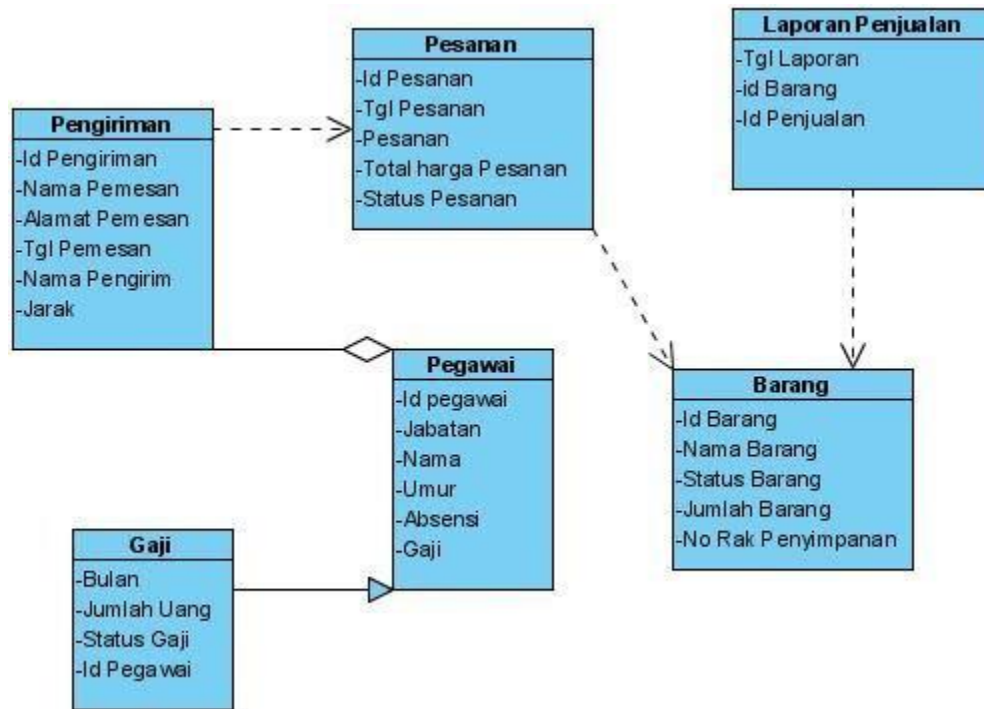 Pengiriman
-Id Pengiriman
-Nama Pemesan
-Alamat Pemesan
-Tgl Pemesan
-Nama Pengirim
-Jarak
Pesanan
-Id Pesanan
-Tgl Pesanan
-Pesanan
-Total harga Pesanan
-Status Pesanan
Laporan Penjualan
-Tgl Laporan
-id Barang
-Id Penjualan
Pegawai
-Id pegawai
-Jabatan
-Nama
-Umur
-Absensi
-Gaji
Barang
-Id Barang
-Nama Barang
-Status Barang
-Jumlah Barang
-No Rak Penyimpanan
Gaji
-Bulan
-Jumlah Uang
-Status Gaji
-Id Pegawai